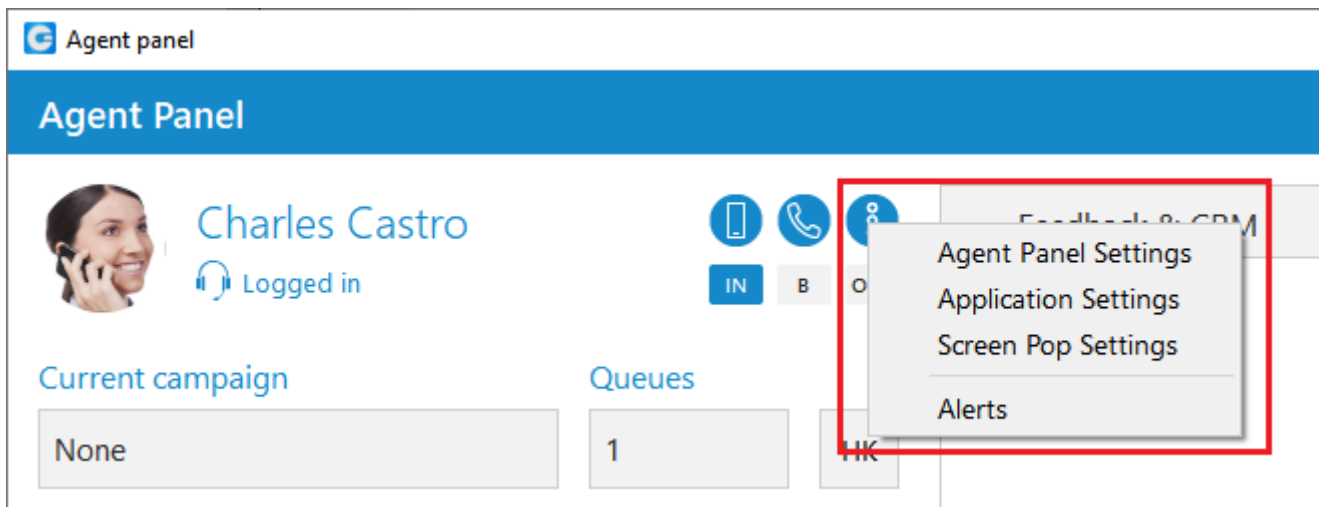 Agent panel
Agent Panel
Charles Castro
Logged in
IN B
Agent Panel Settings
Application Settings
Screen Pop Settings
Alerts
Current campaign
Queues
None
1
HK